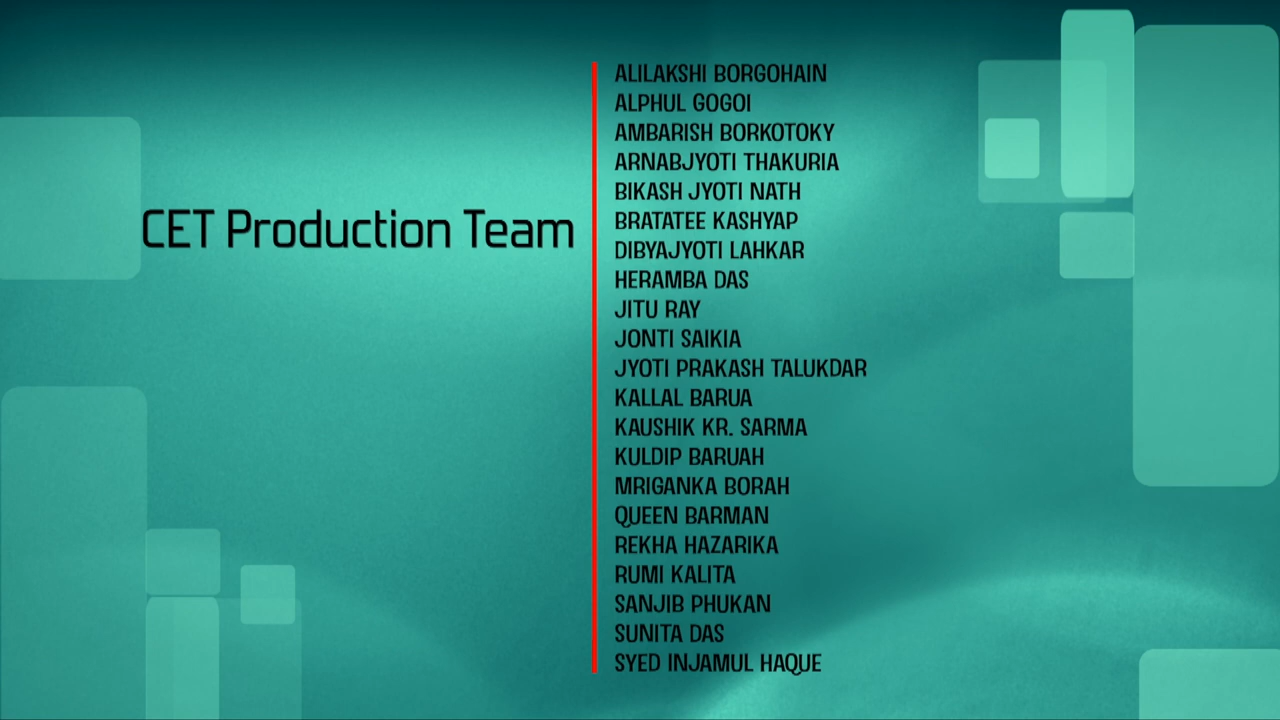 CET Production Team
ALILAKSHI BORGOHAIN
ALPHUL GOGOI
AMBARISH BORKOTOKY
ARNABJYOTI THAKURIA
BIKASH JYOTI NATH
BRATATEE KASHYAP
DIBYAJYOTI LAHKAR
HERAMBA DAS
JITU RAY
JONTI SAIKIA
JYOTI PRAKASH TALUKDAR
KALLAL BARUA
KAUSHIK KR. SARMA
KULDIP BARUAH
MRIGANKA BORAH
QUEEN BARMAN
REKHA HAZARIKA
RUMI KALITA
SANJIB PHUKAN
SUNITA DAS
SYED INJAMUL HAQUE